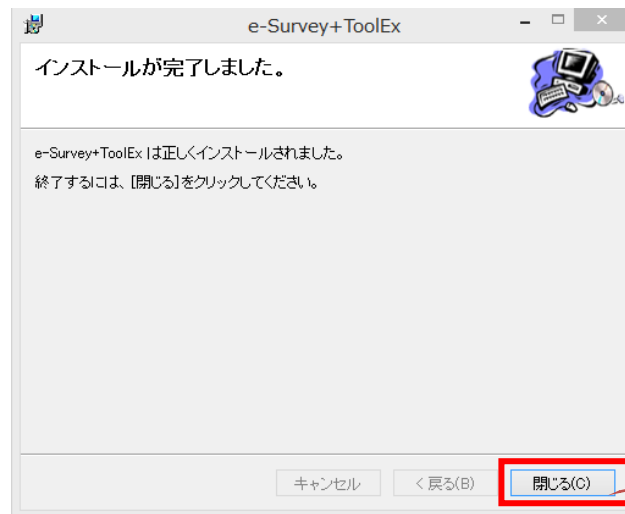 e-Survey+ToolEx
インストールが完了しました。
e-Survey+ToolEx は正しくインストールされました。
終了するには、[閉じる]をクリックしてください。
キャンセル
< 戻る(B)
閉じる(C)